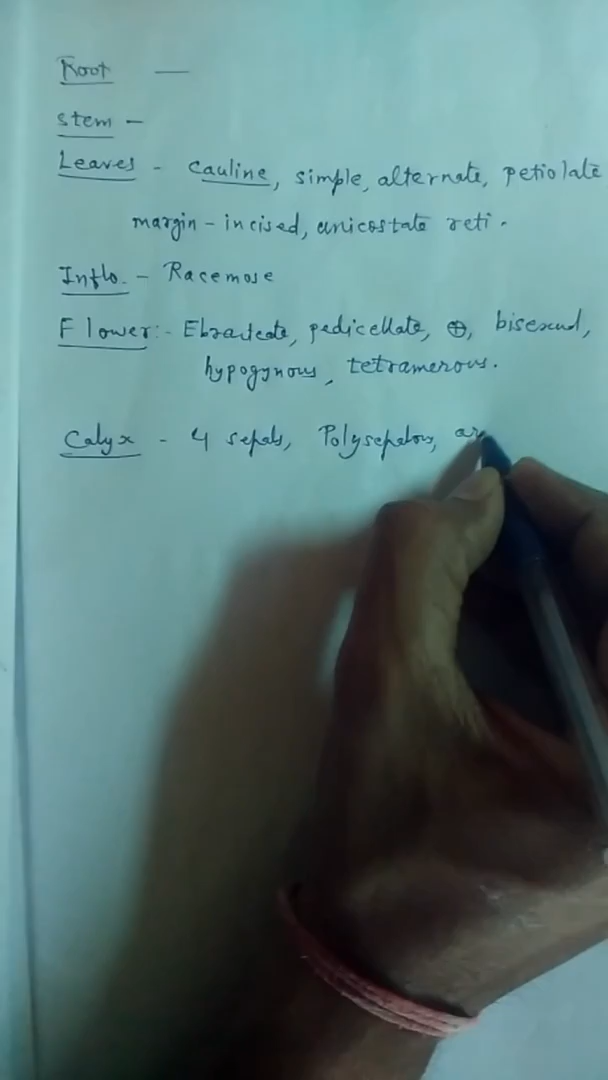 Root —
Stem –
Leaves - Cauline, simple, alternate, petiolate
margin – incised, unicostate reti.
Inflo. - Racemose
Flower:- Ebracteate, pedicellate, ⊕, bisexual,
hypogynous, tetramerous.
Calyx - 4 sepals, Polysepalous,